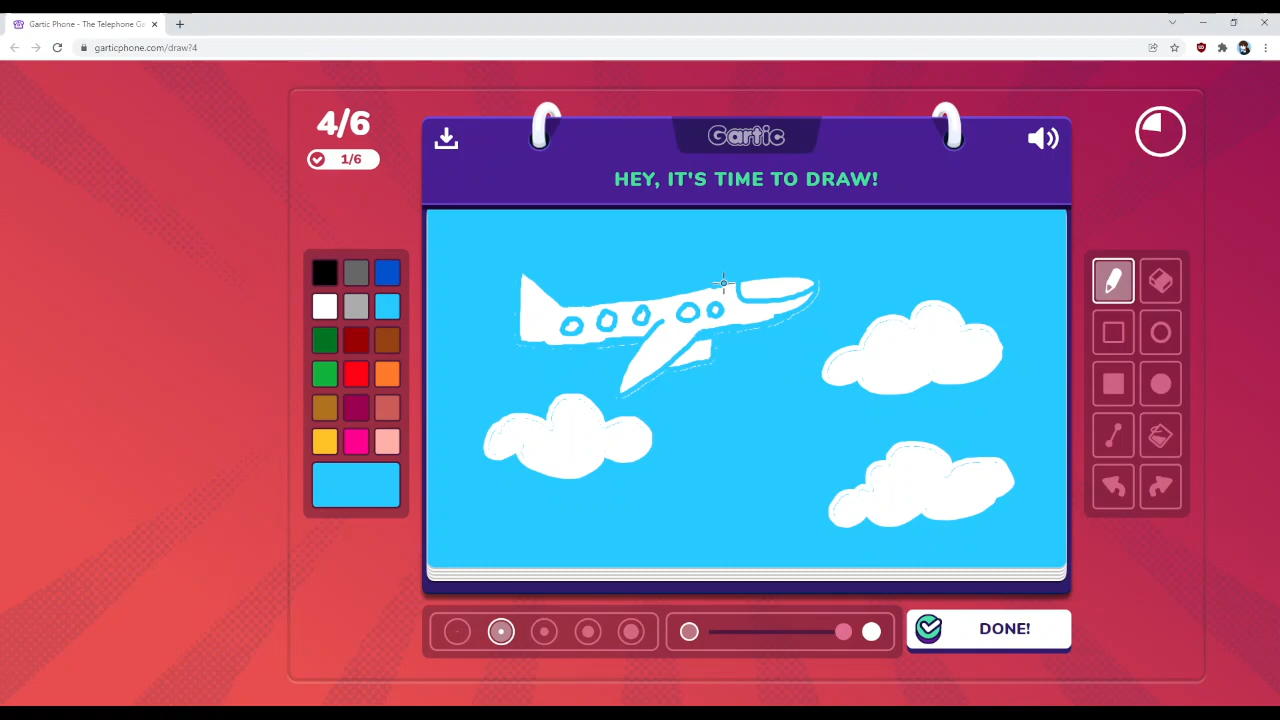 Gartic Phone - The Telephone Ga
garticphone.com/draw?4
4/6
1/6
Gartic
HEY, IT'S TIME TO DRAW!
DONE!